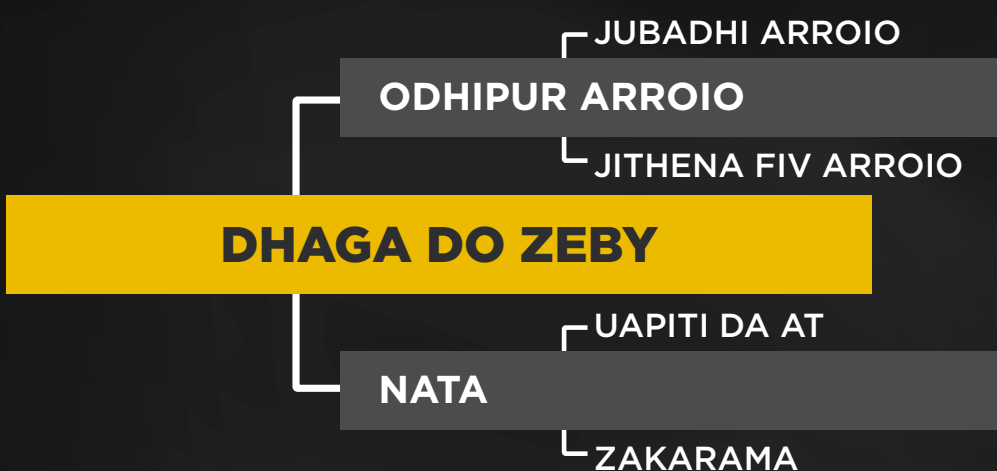 JUBADHI ARROIO
ODHIPUR ARROIO
JITHENA FIV ARROIO
DHAGA DO ZEBY
UAPITI DA AT
NATA
ZAKARAMA